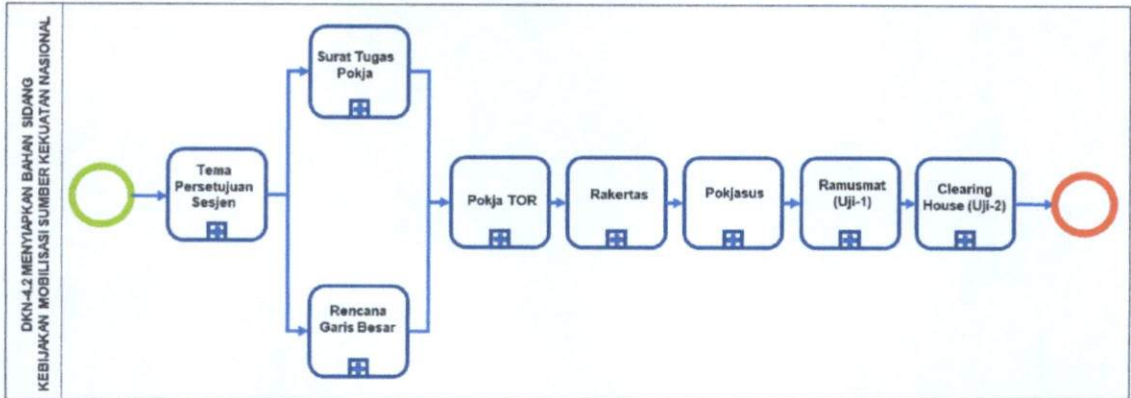 DKN-4.2 MENYIAPKAN BAHAN SIDANG
KEBIJAKAN MOBILISASI SUMBER KEKUATAN NASIONAL
Tema
Persetujuan
Sesjen
Surat Tugas
Pokja
Rencana
Garis Besar
Pokja TOR
Rakertas
Pokjasus
Ramusmat
(Uji-1)
Clearing
House (Uji-2)